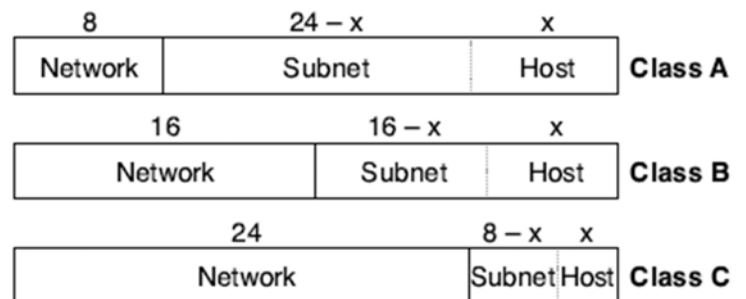 8 24 – x x
Network Subnet Host Class A
16 16 – x x
Network Subnet Host Class B
24 8 – x x
Network Subnet Host Class C